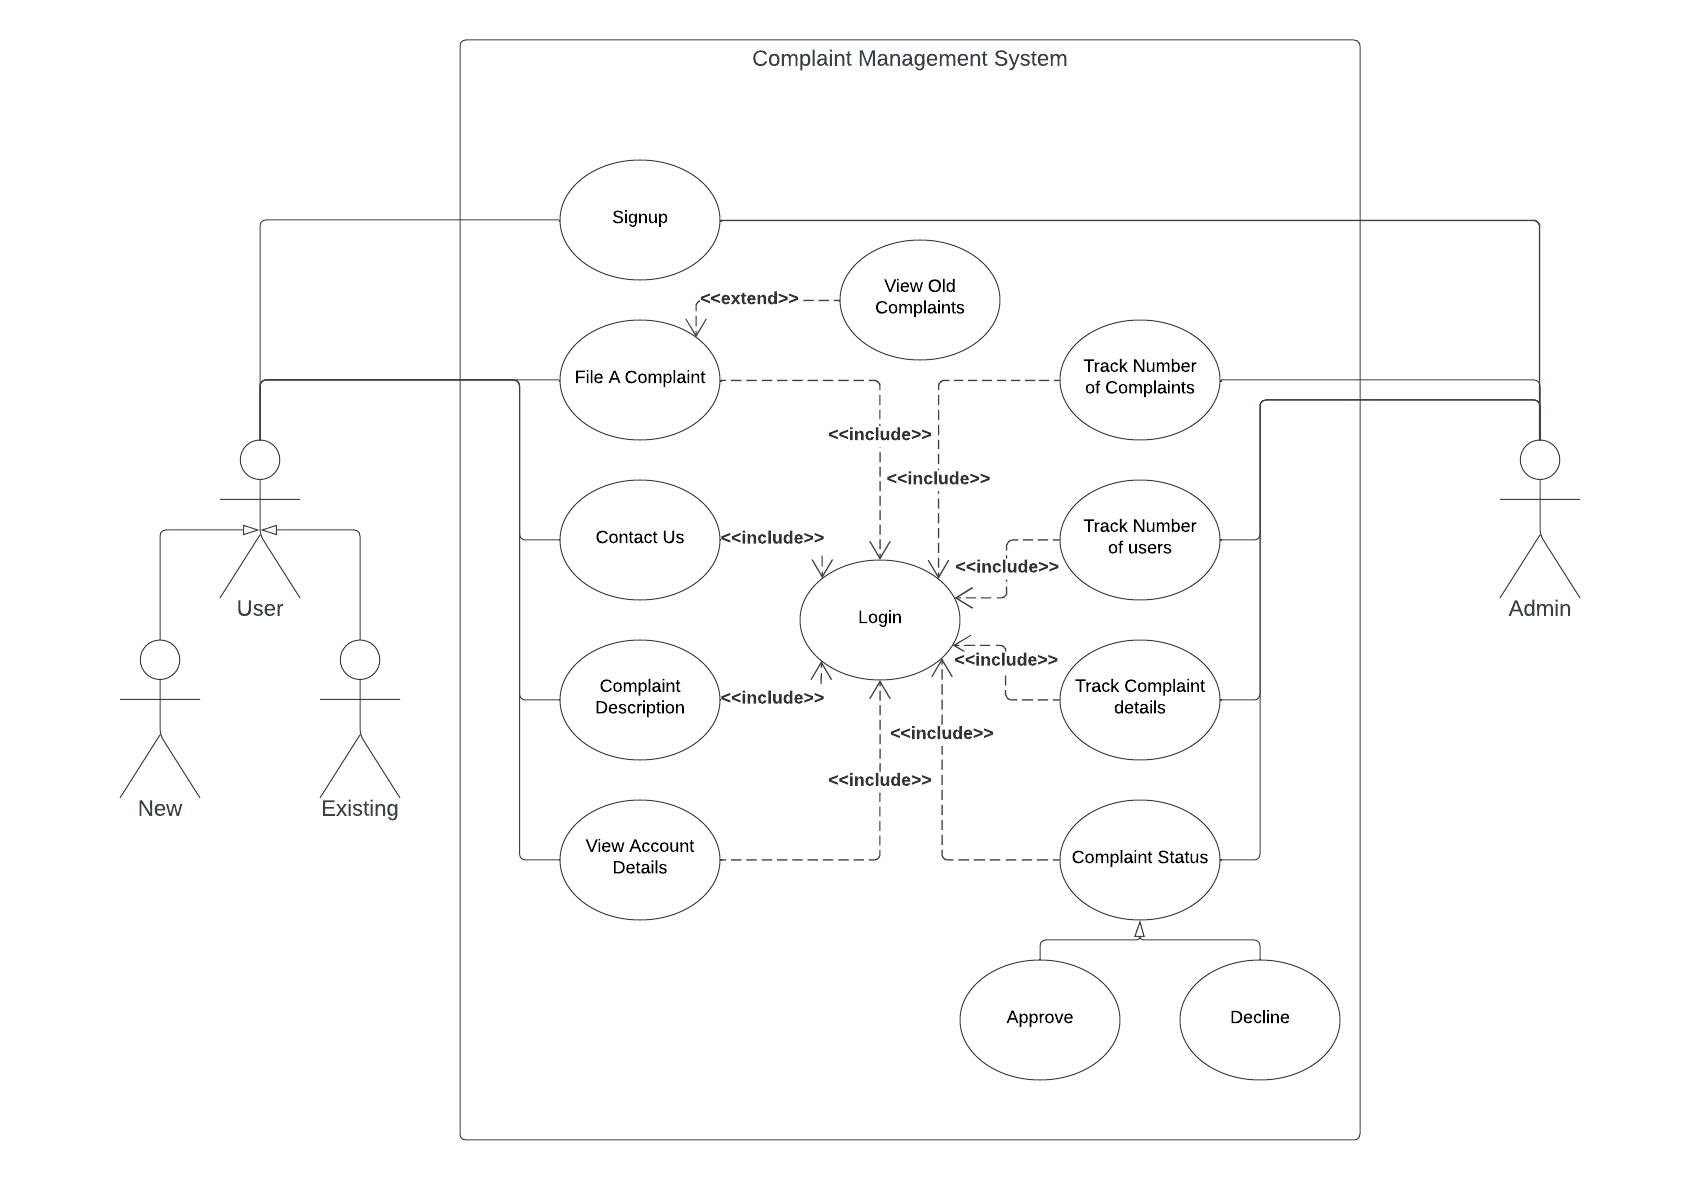 Complaint Management System
Signup
View Old
Complaints
<<extend>>
File A Complaint
Track Number
of Complaints
<<include>>
<<include>>
Contact Us
<<include>>
Track Number
of users
<<include>>
User
Login
Admin
<<include>>
Complaint
Description
<<include>>
Track Complaint
details
<<include>>
<<include>>
New
Existing
View Account
Details
Complaint Status
Approve
Decline